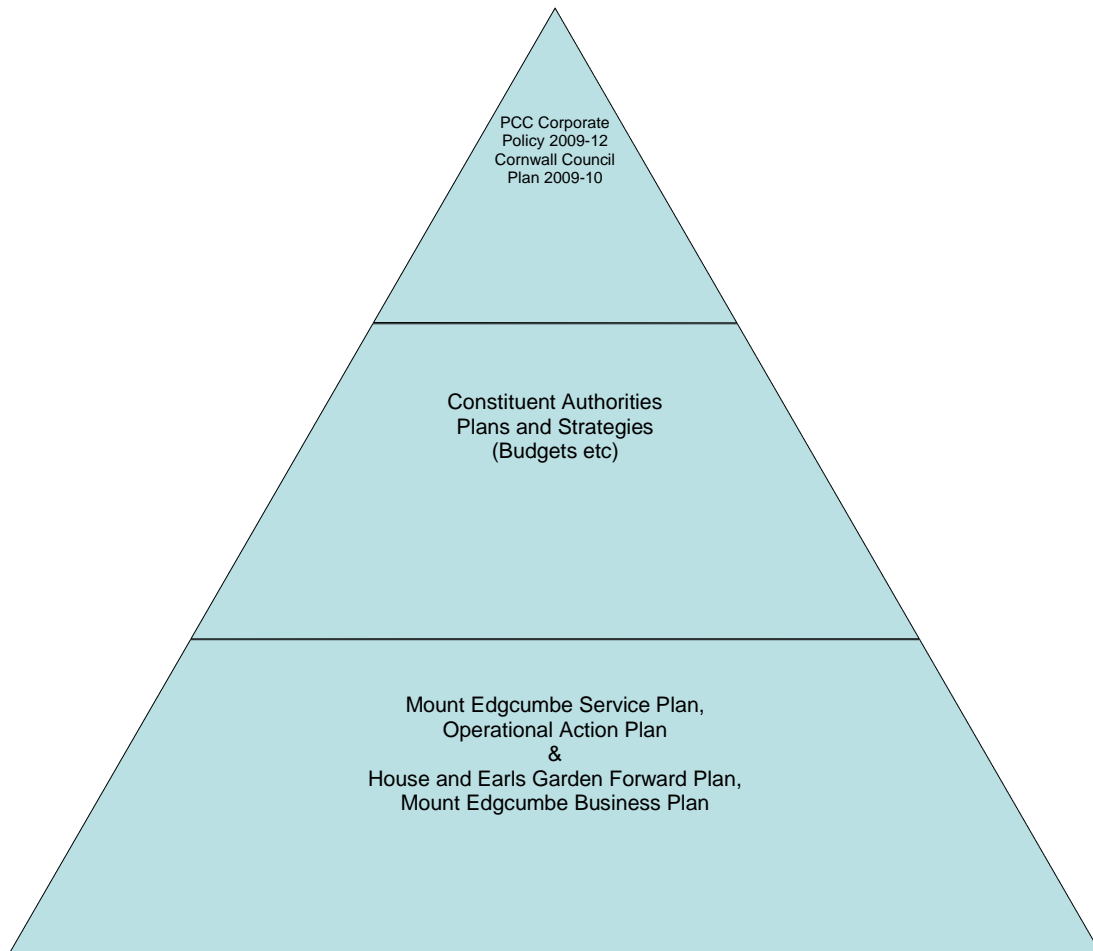 PCC Corporate
Policy 2009-12
Cornwall Council
Plan 2009-10
Constituent Authorities
Plans and Strategies
(Budgets etc)
Mount Edgcumbe Service Plan,
Operational Action Plan
&
House and Earls Garden Forward Plan,
Mount Edgcumbe Business Plan